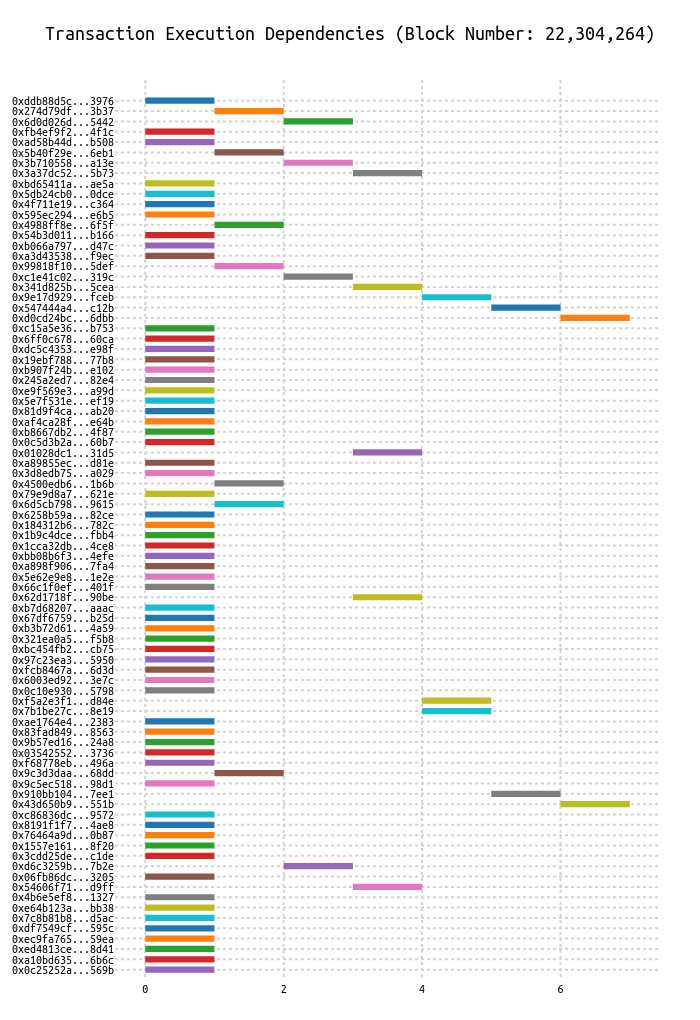 Transaction Execution Dependencies (Block Number: 22,304,264)
0xddb88d5c...3976
0x274d79df...3b37
0x6d0d026d...5442
0xfb4ef9f2...4f1c
0xad58b44d...b508
0x5b40f29e...6eb1
0x3b710558...a13e
0x3a37dc52...5b73
0xbd65411a...ae5a
0x5db24cb0...0dce
0x4f711e19...c364
0x595ec294...e6b5
0x4988ff8e...6f5f
0x54b3d011...b166
0xb066a797...d47c
0xa3d43538...f9ec
0x99818f10...5def
0xc1e41c02...319c
0x341d825b...5cea
0x9e17d929...fceb
0x547444a4...c12b
0xd0cd24bc...6dbb
0xc15a5e36...b753
0x6ff0c678...60ca
0xdc5c4353...e98f
0x19ebf788...77b8
0xb907f24b...e102
0x245a2ed7...82e4
0xe9f569e3...a99d
0x5e7f531e...ef19
0x81d9f4ca...ab20
0xaf4ca28f...e64b
0xb8667db2...4f87
0x0c5d3b2a...60b7
0x01028dc1...31d5
0xa89855ec...d81e
0x3d8edb75...a029
0x4500edb6...1b6b
0x79e9d8a7...621e
0x6d5cb798...9615
0x6258b59a...82ce
0x184312b6...782c
0x1b9c4dce...fbb4
0x1cca32db...4ce8
0xbb08b6f3...4efe
0xa898f906...7fa4
0x5e62e9e8...1e2e
0x66c1f0ef...401f
0x62d1718f...90be
0xb7d68207...aaac
0x67df6759...b25d
0xb3b72d61...4a59
0x321ea0a5...f5b8
0xbc454fb2...cb75
0x97c23ea3...5950
0xfcb8467a...6d3d
0x6003ed92...3e7c
0x0c10e930...5798
0xf5a2e3f1...d84e
0x7b1be27c...8e19
0xae1764e4...2383
0x83fad849...8563
0x9b57ed16...24a8
0x03542552...3736
0xf68778eb...496a
0x9c3d3daa...68dd
0x9c5ec518...98d1
0x910bb104...7ee1
0x43d650b9...551b
0xc86836dc...9572
0x8191f1f7...4ae8
0x76464a9d...0b87
0x1557e161...8f20
0x3cdd25de...c1de
0xd6c3259b...7b2e
0x06fb86dc...3205
0x54606f71...d9ff
0x4b6e5ef8...1327
0xe64b123a...bb38
0x7c8b81b8...d5ac
0xdf7549cf...595c
0xec9fa765...59ea
0xed4813ce...8d41
0xa10bd635...6b6c
0x0c25252a...569b
0 2 4 6